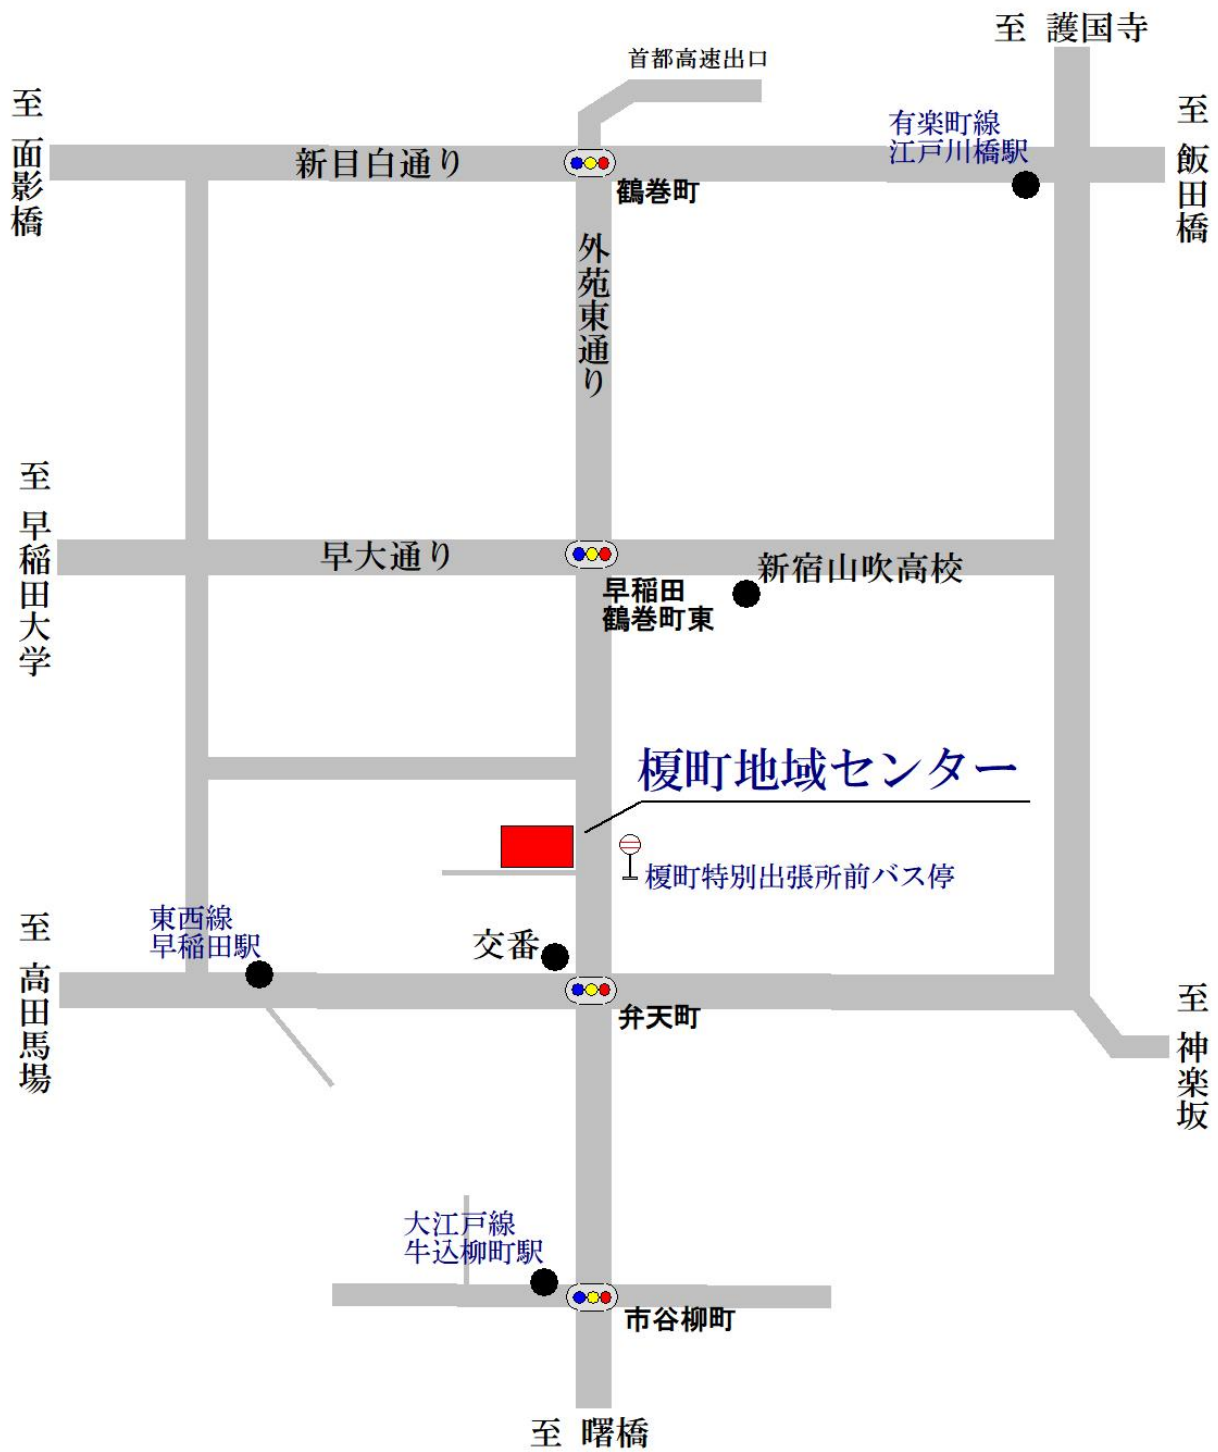 至 護国寺
首都高速出口
至 面影橋
有楽町線
江戸川橋駅
至 飯田橋
新目白通り
鶴巻町
外苑東通り
至 早稲田大学
早大通り
新宿山吹高校
早稲田
鶴巻町東
榎町地域センター
榎町特別出張所前バス停
東西線
早稲田駅
交番
至 高田馬場
弁天町
至 神楽坂
大江戸線
牛込柳町駅
市谷柳町
至 曙橋